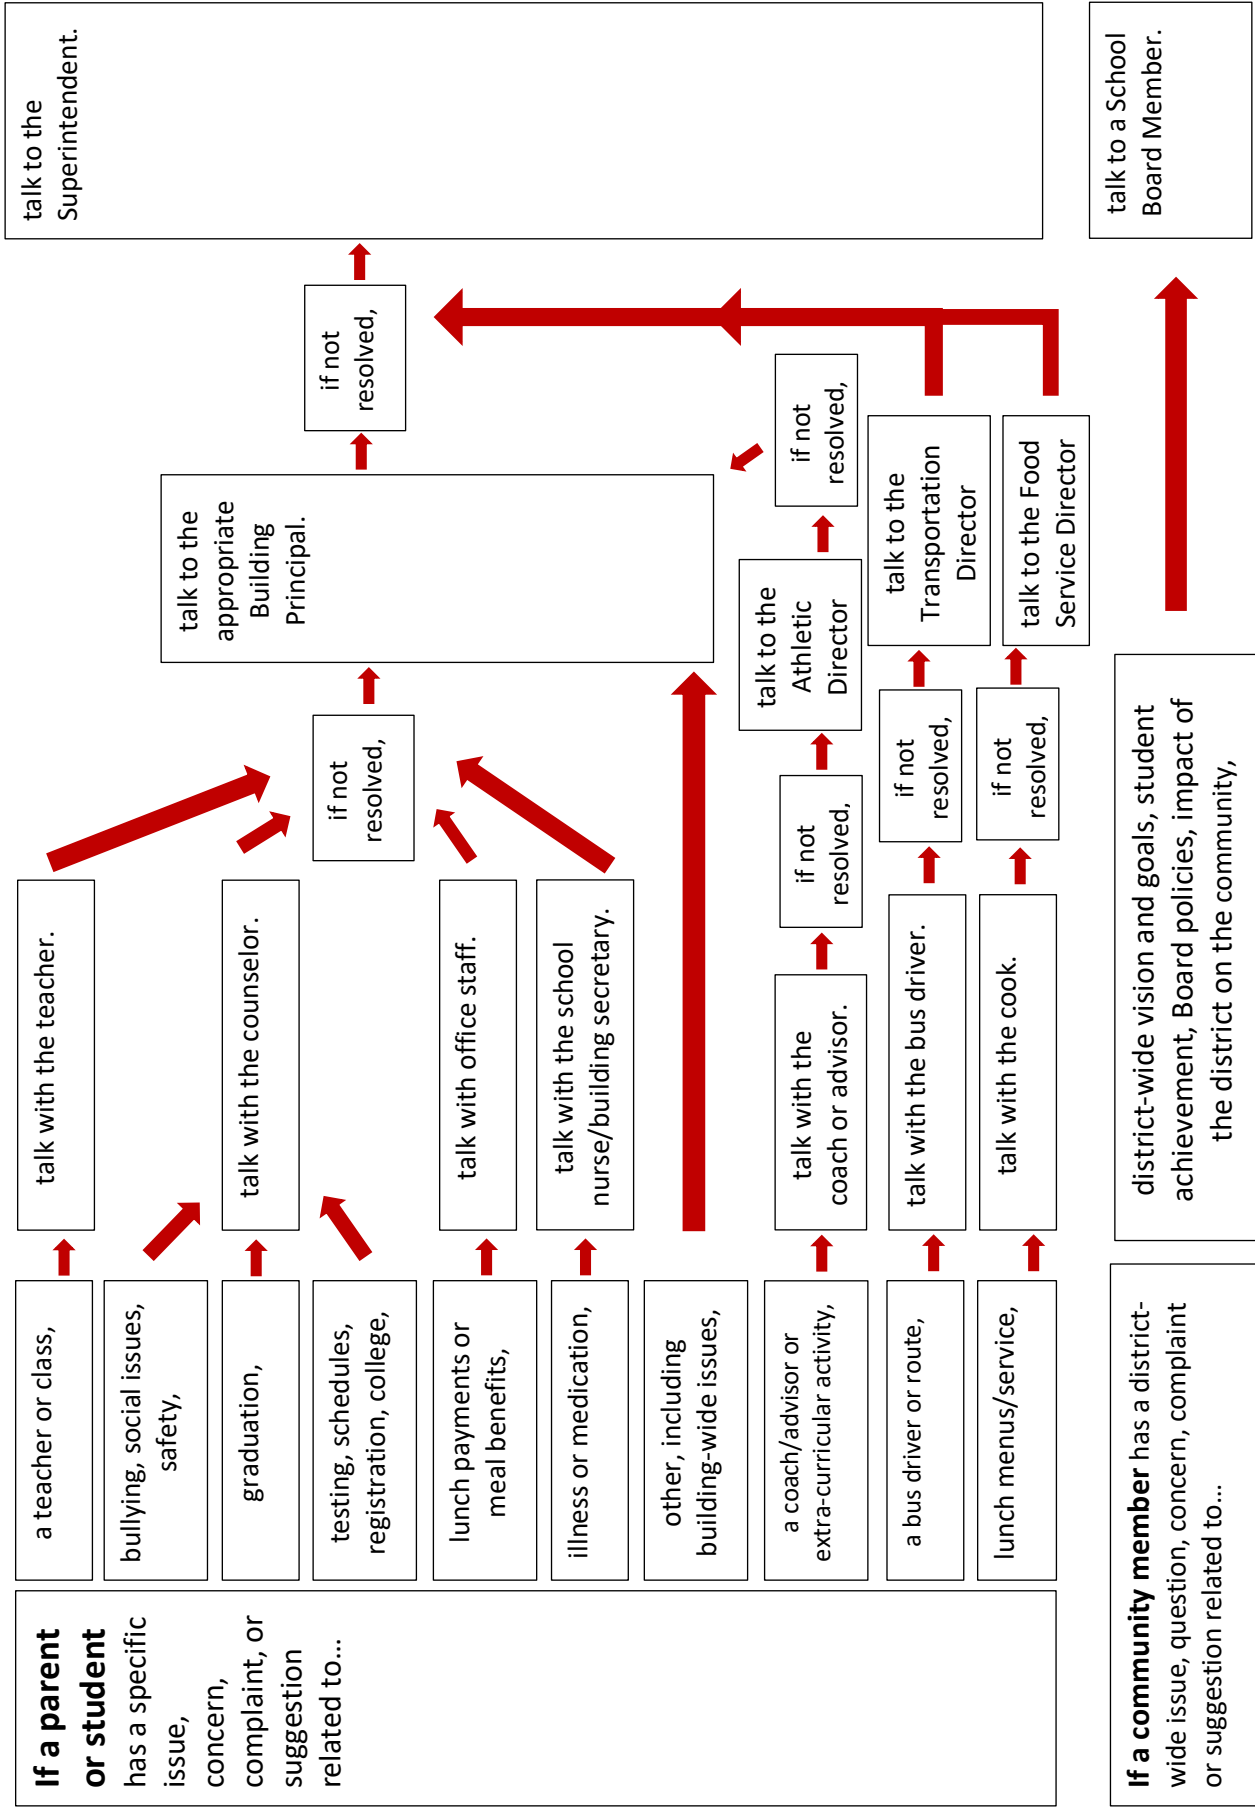 If a parent
or student
has a specific
issue,
concern,
complaint, or
suggestion
related to…
a teacher or class,
bullying, social issues,
safety,
graduation,
testing, schedules,
registration, college,
lunch payments or
meal benefits,
illness or medication,
other, including
building-wide issues,
a coach/advisor or
extra-curricular activity,
a bus driver or route,
lunch menus/service,
talk with the teacher.
talk with the counselor.
talk with office staff.
talk with the school
nurse/building secretary.
talk with the
coach or advisor.
talk with the bus driver.
talk with the cook.
if not
resolved,
if not
resolved,
if not
resolved,
if not
resolved,
talk to the
appropriate
Building
Principal.
talk to the
Athletic
Director
talk to the
Transportation
Director
talk to the Food
Service Director
if not
resolved,
if not
resolved,
talk to the
Superintendent.
If a community member has a district-
wide issue, question, concern, complaint
or suggestion related to…
district-wide vision and goals, student
achievement, Board policies, impact of
the district on the community,
talk to a School
Board Member.